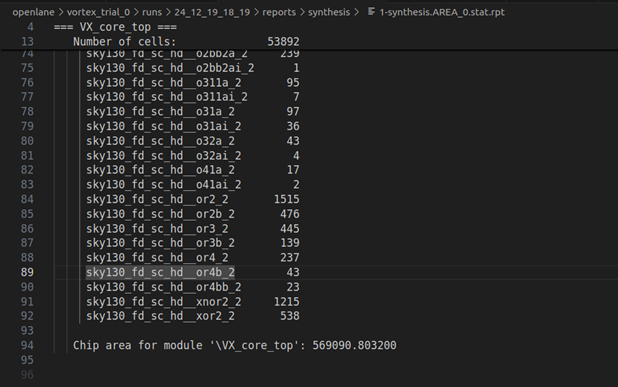 openlane > vortex_trial_0 > runs > 24_12_19_18_19 > reports > synthesis > 1-synthesis.AREA_0.stat.rpt
4 === VX_core_top ===
13 Number of cells: 53892
74 sky130_fd_sc_hd__o2bb2a_2 239
75 sky130_fd_sc_hd__o2bb2ai_2 1
76 sky130_fd_sc_hd__o311a_2 95
77 sky130_fd_sc_hd__o311ai_2 7
78 sky130_fd_sc_hd__o31a_2 97
79 sky130_fd_sc_hd__o31ai_2 36
80 sky130_fd_sc_hd__o32a_2 43
81 sky130_fd_sc_hd__o32ai_2 4
82 sky130_fd_sc_hd__o41a_2 17
83 sky130_fd_sc_hd__o41ai_2 2
84 sky130_fd_sc_hd__or2_2 1515
85 sky130_fd_sc_hd__or2b_2 476
86 sky130_fd_sc_hd__or3_2 445
87 sky130_fd_sc_hd__or3b_2 139
88 sky130_fd_sc_hd__or4_2 237
89 sky130_fd_sc_hd__or4b_2 43
90 sky130_fd_sc_hd__or4bb_2 23
91 sky130_fd_sc_hd__xnor2_2 1215
92 sky130_fd_sc_hd__xor2_2 538
93
94 Chip area for module '\VX_core_top': 569090.803200
95
96